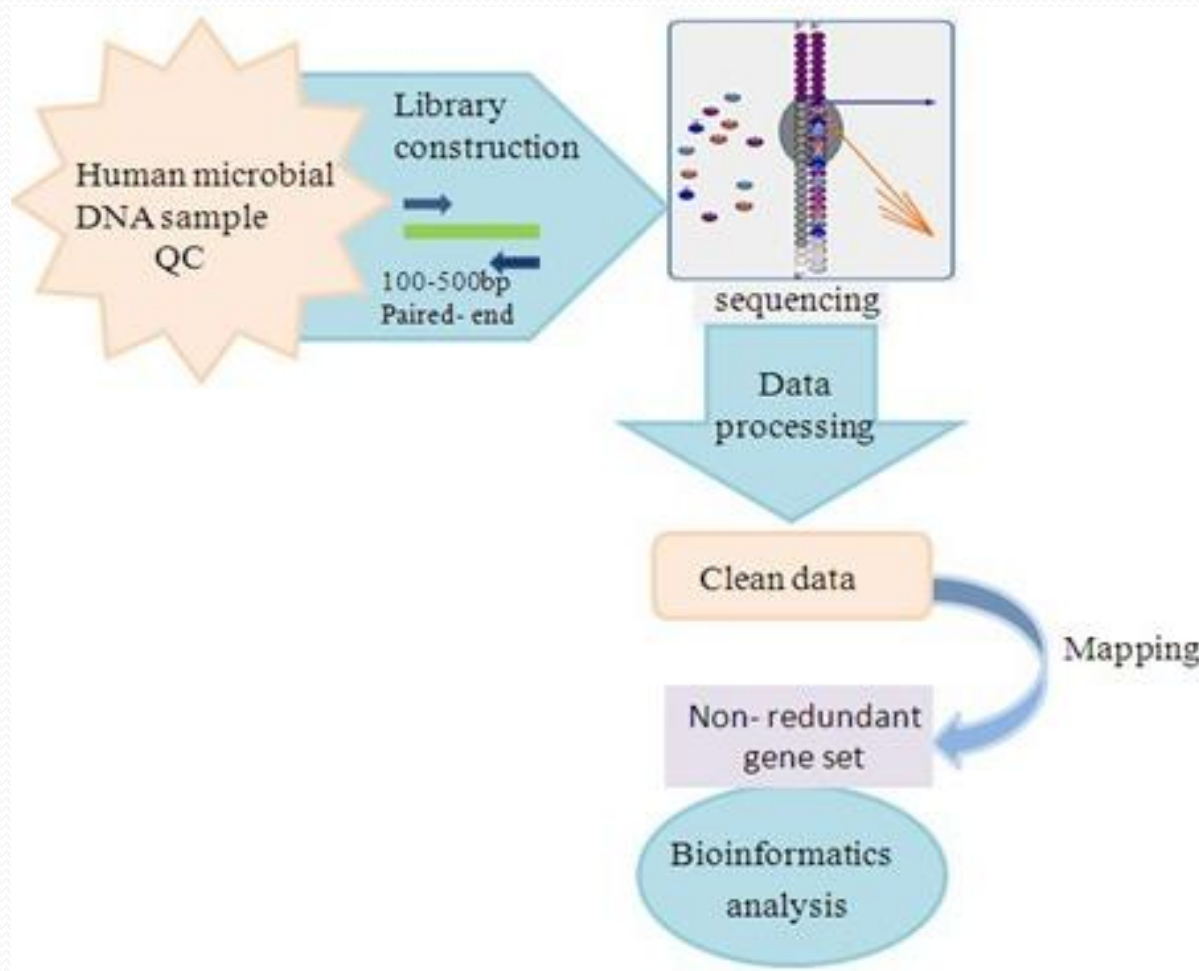 Human microbial
DNA sample
QC
Library
construction
100-500bp
Paired- end
sequencing
Data
processing
Clean data
Mapping
Non- redundant
gene set
Bioinformatics
analysis